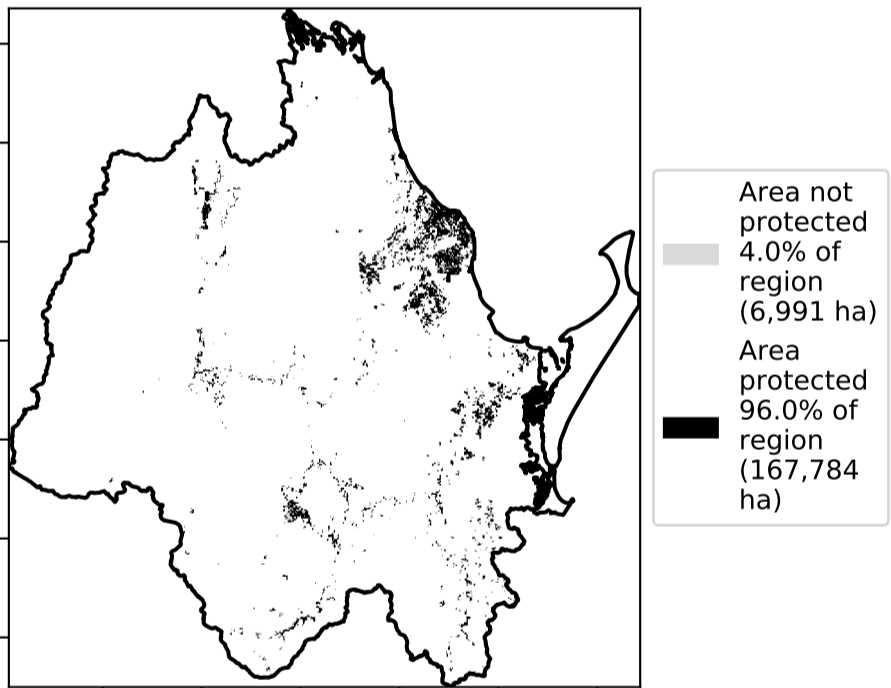 Area not
protected
4.0% of
region
(6,991 ha)
Area
protected
96.0% of
region
(167,784
ha)